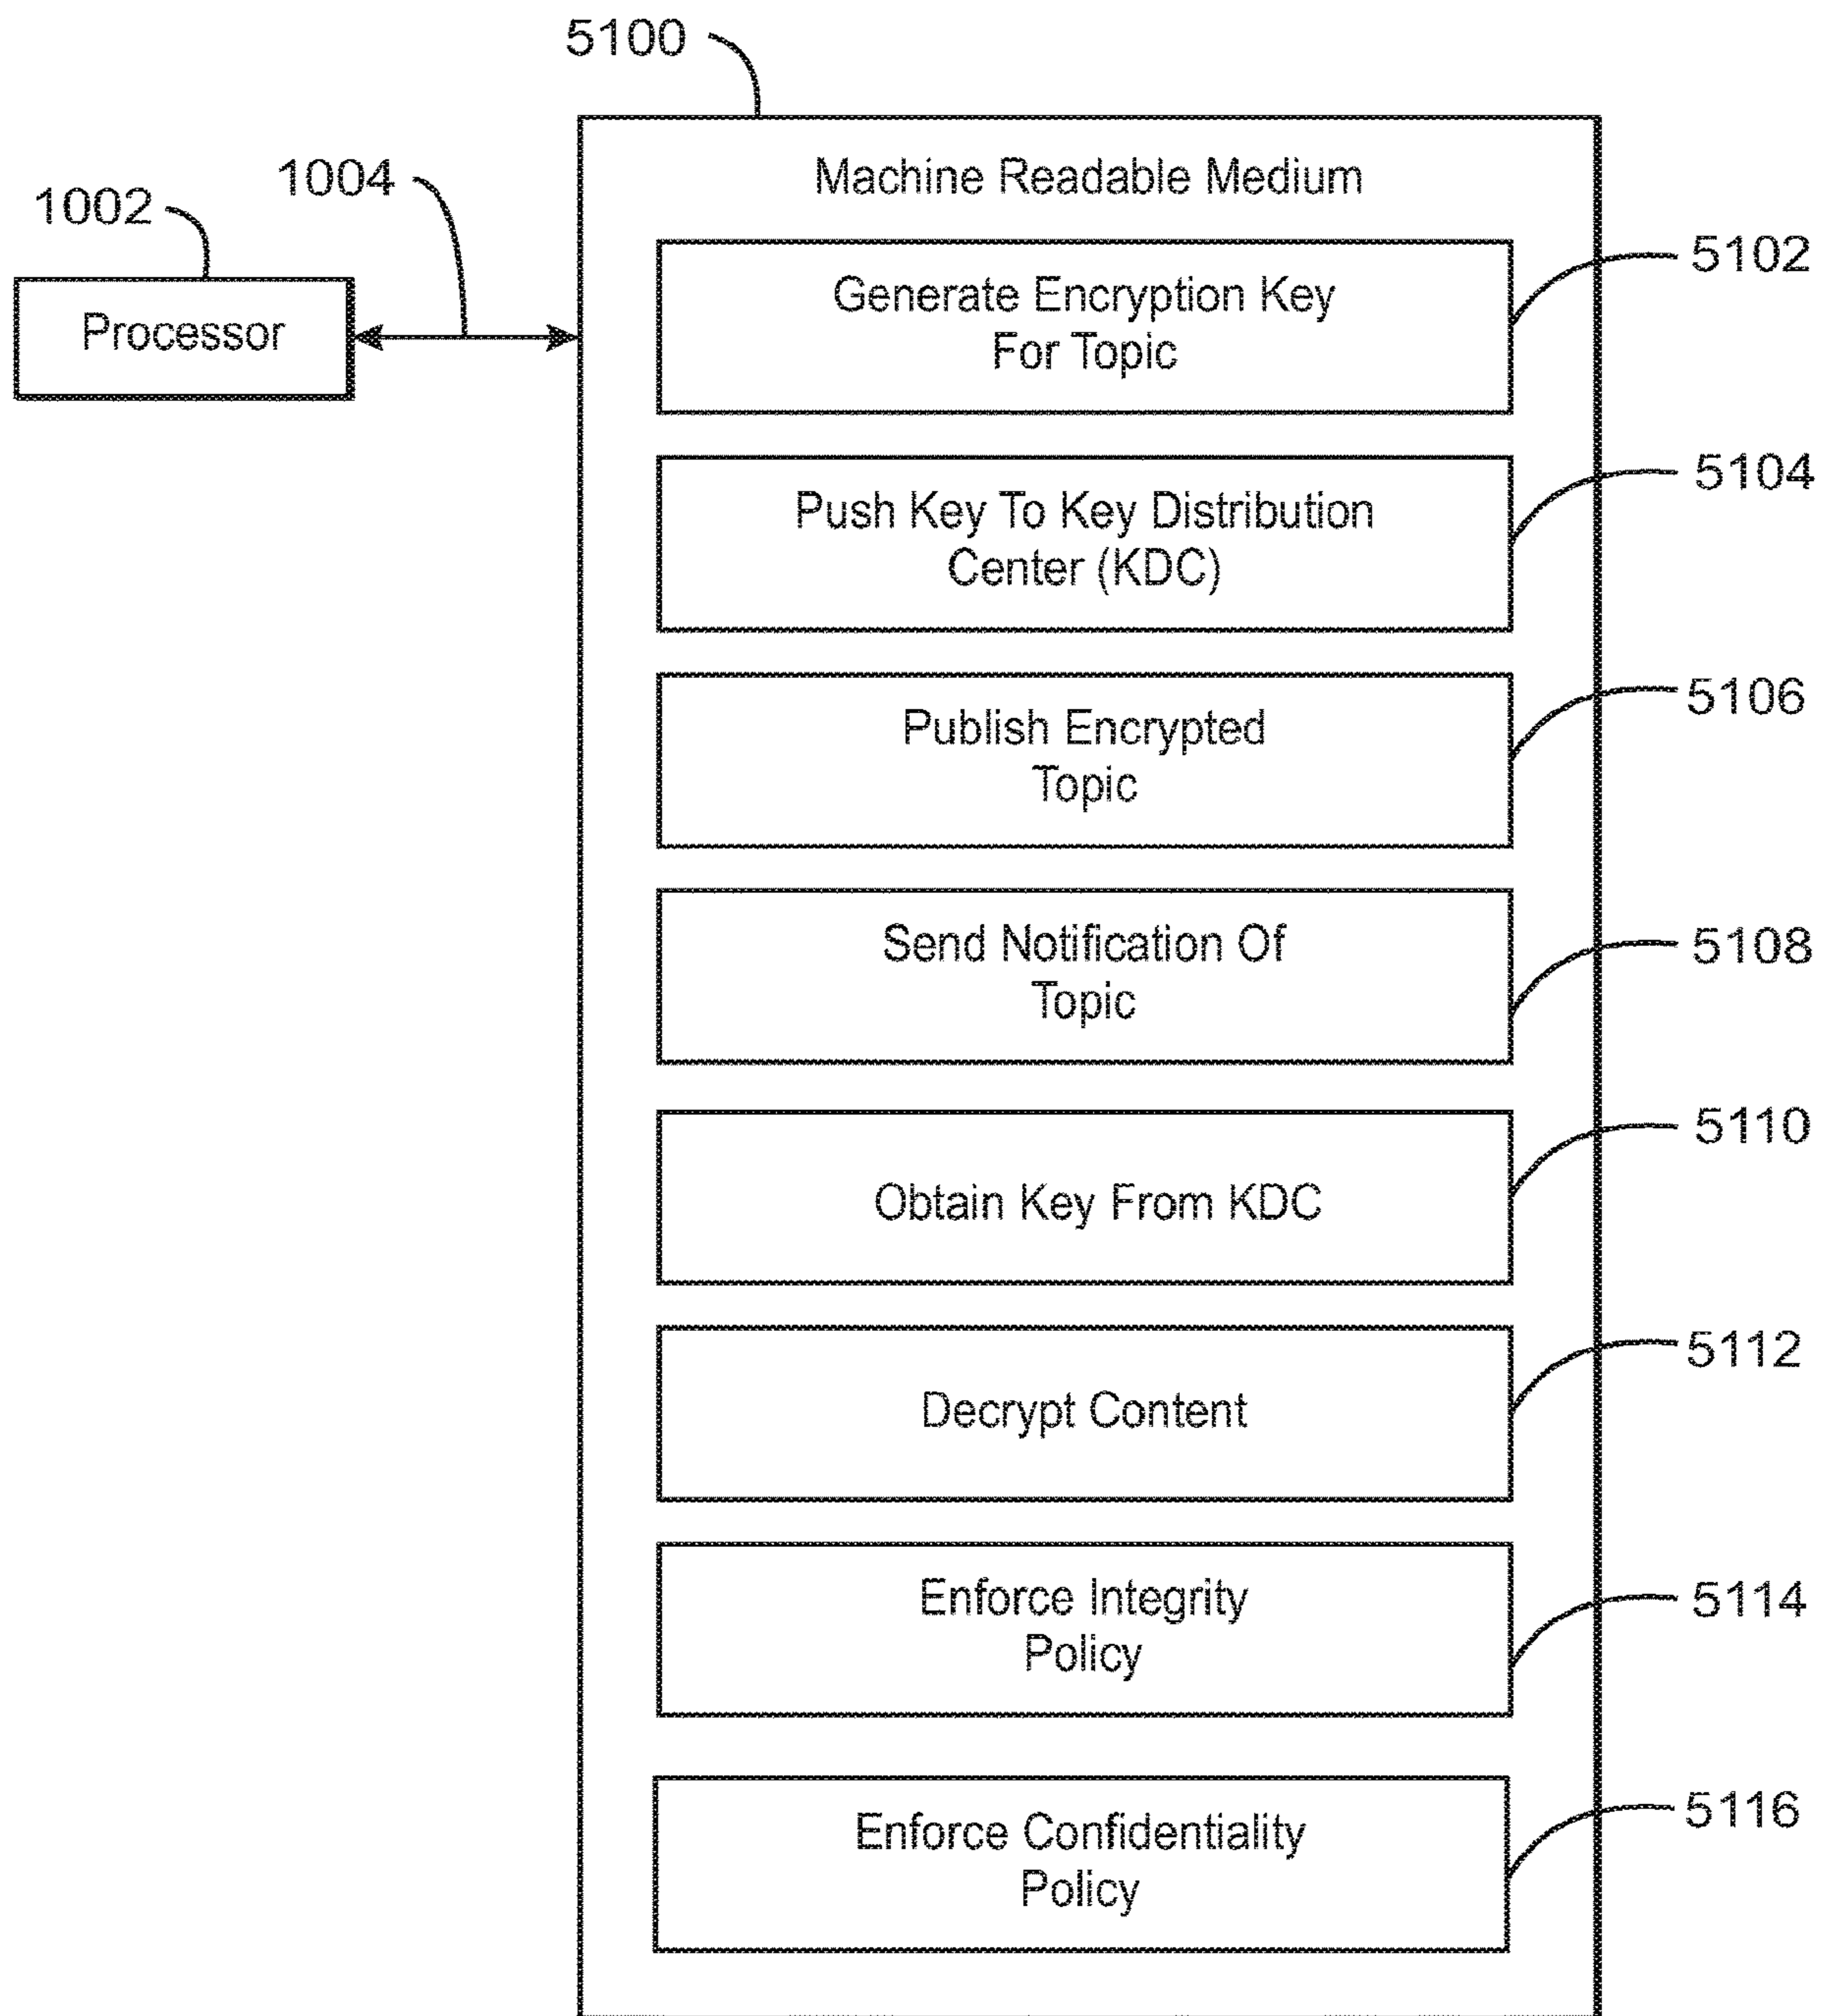 5100
1004
1002
Processor
Machine Readable Medium
Generate Encryption Key
For Topic
5102
Push Key To Key Distribution
Center (KDC)
5104
Publish Encrypted
Topic
5106
Send Notification Of
Topic
5108
Obtain Key From KDC
5110
Decrypt Content
5112
Enforce Integrity
Policy
5114
Enforce Confidentiality
Policy
5116